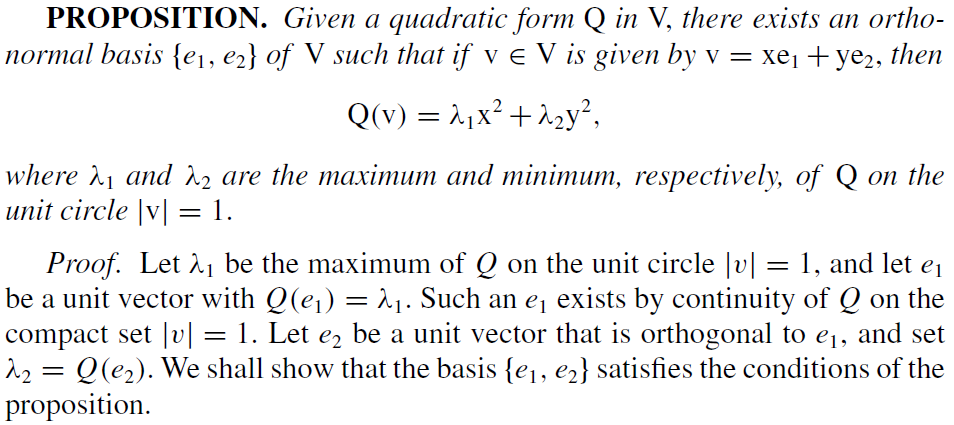 PROPOSITION. Given a quadratic form Q in V, there exists an ortho-
normal basis {e₁, e₂} of V such that if v ∈ V is given by v = xe₁ + ye₂, then
Q(v) = λ₁x² + λ₂y²,
where λ₁ and λ₂ are the maximum and minimum, respectively, of Q on the
unit circle |v| = 1.
Proof. Let λ₁ be the maximum of Q on the unit circle |v| = 1, and let e₁
be a unit vector with Q(e₁) = λ₁. Such an e₁ exists by continuity of Q on the
compact set |v| = 1. Let e₂ be a unit vector that is orthogonal to e₁, and set
λ₂ = Q(e₂). We shall show that the basis {e₁, e₂} satisfies the conditions of the
proposition.